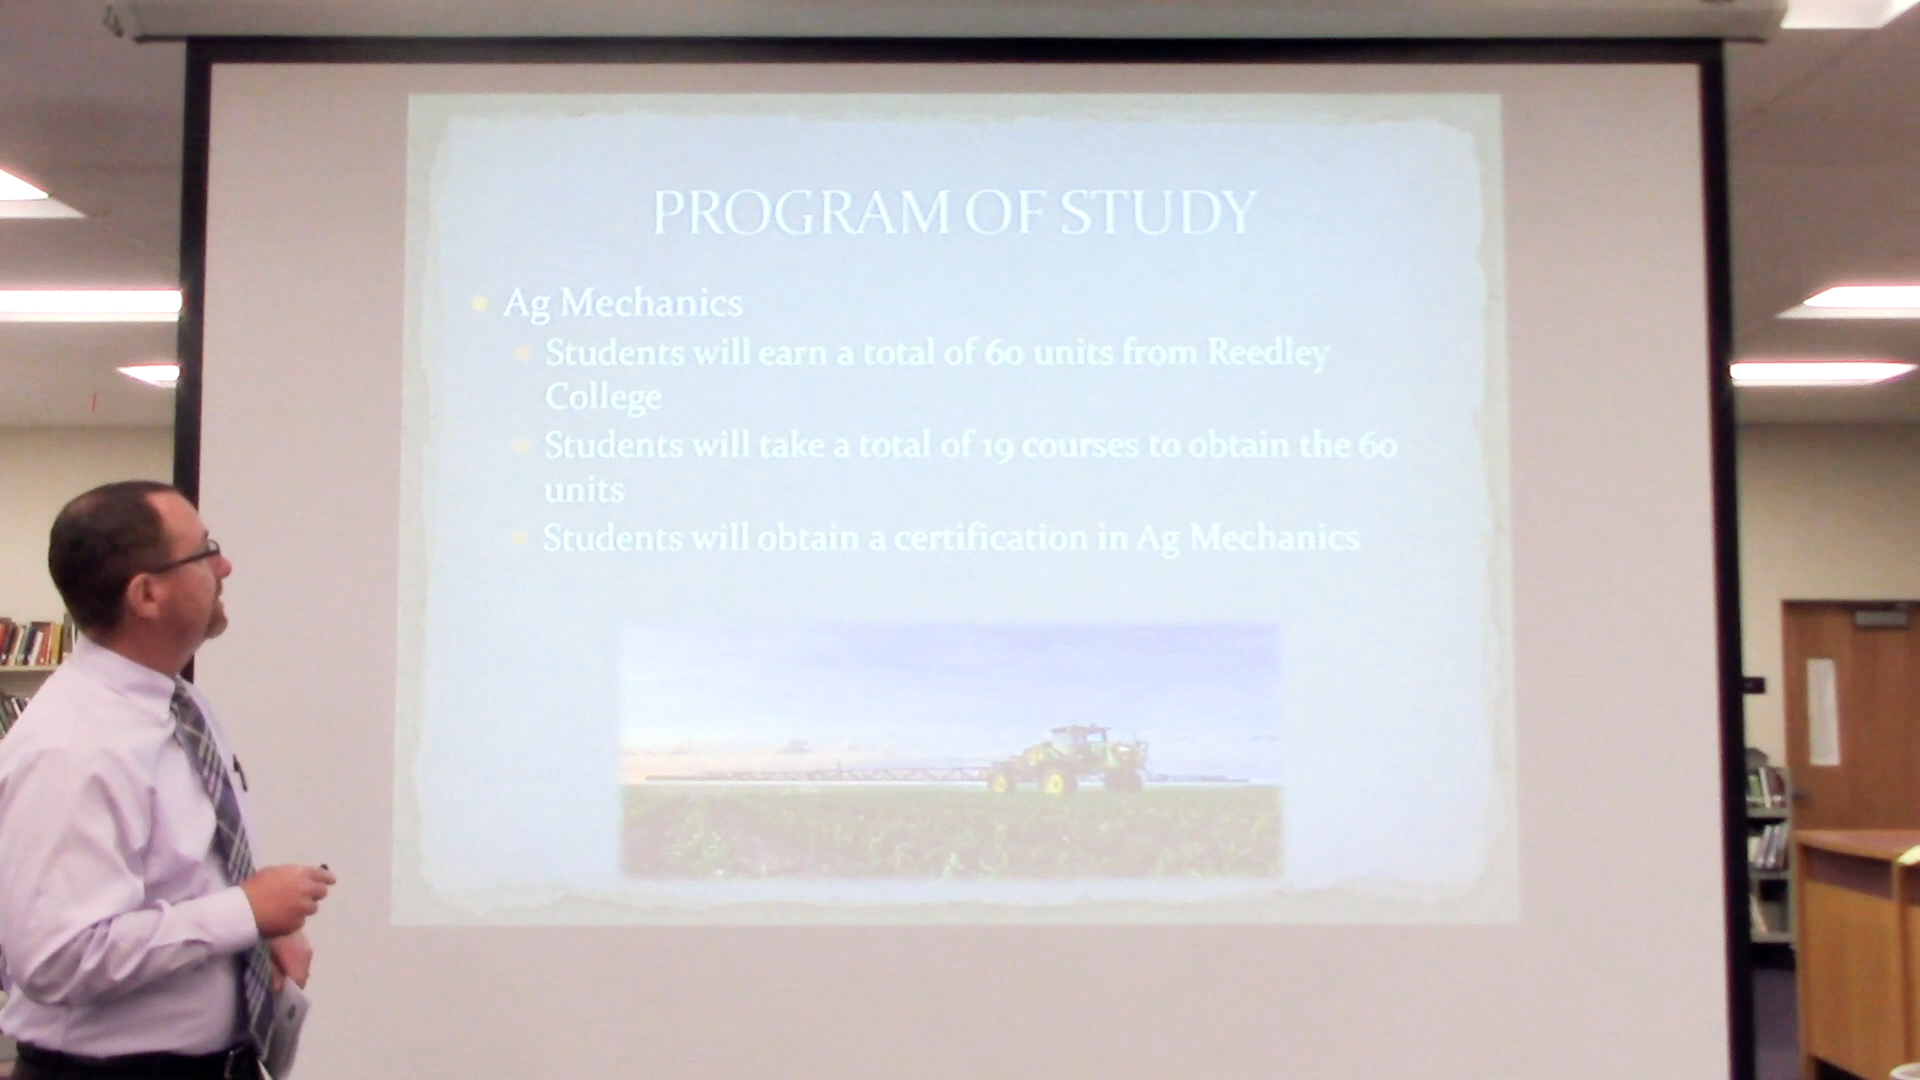 PROGRAM OF STUDY
Ag Mechanics
Students will earn a total of 60 units from Reedley
College
Students will take a total of 19 courses to obtain the 60
units
Students will obtain a certification in Ag Mechanics